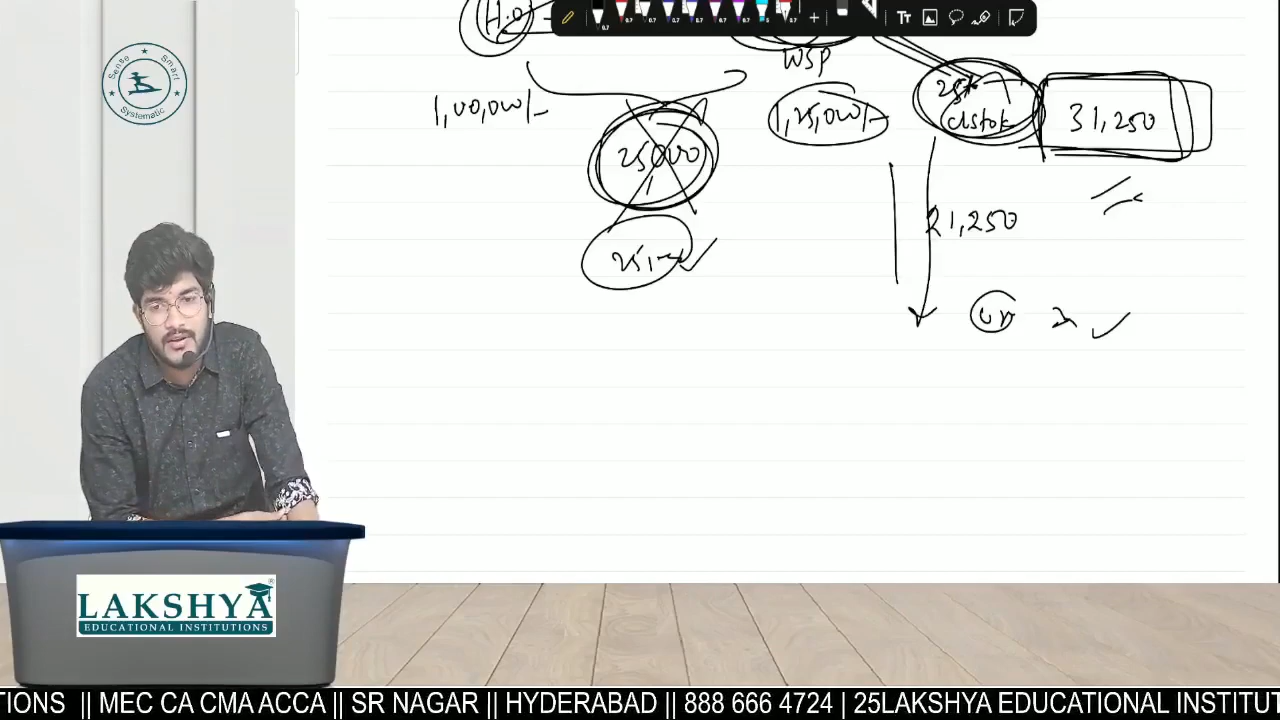 H.O
WSP
1,00,000/-
25000
1,25,000/-
25%
clstok
31,250
21,250
Sense
Smart
Systematic
LAKSHYA
EDUCATIONAL INSTITUTIONS
TIONS || MEC CA CMA ACCA || SR NAGAR || HYDERABAD || 888 666 4724 | 25LAKSHYA EDUCATIONAL INSTITUT